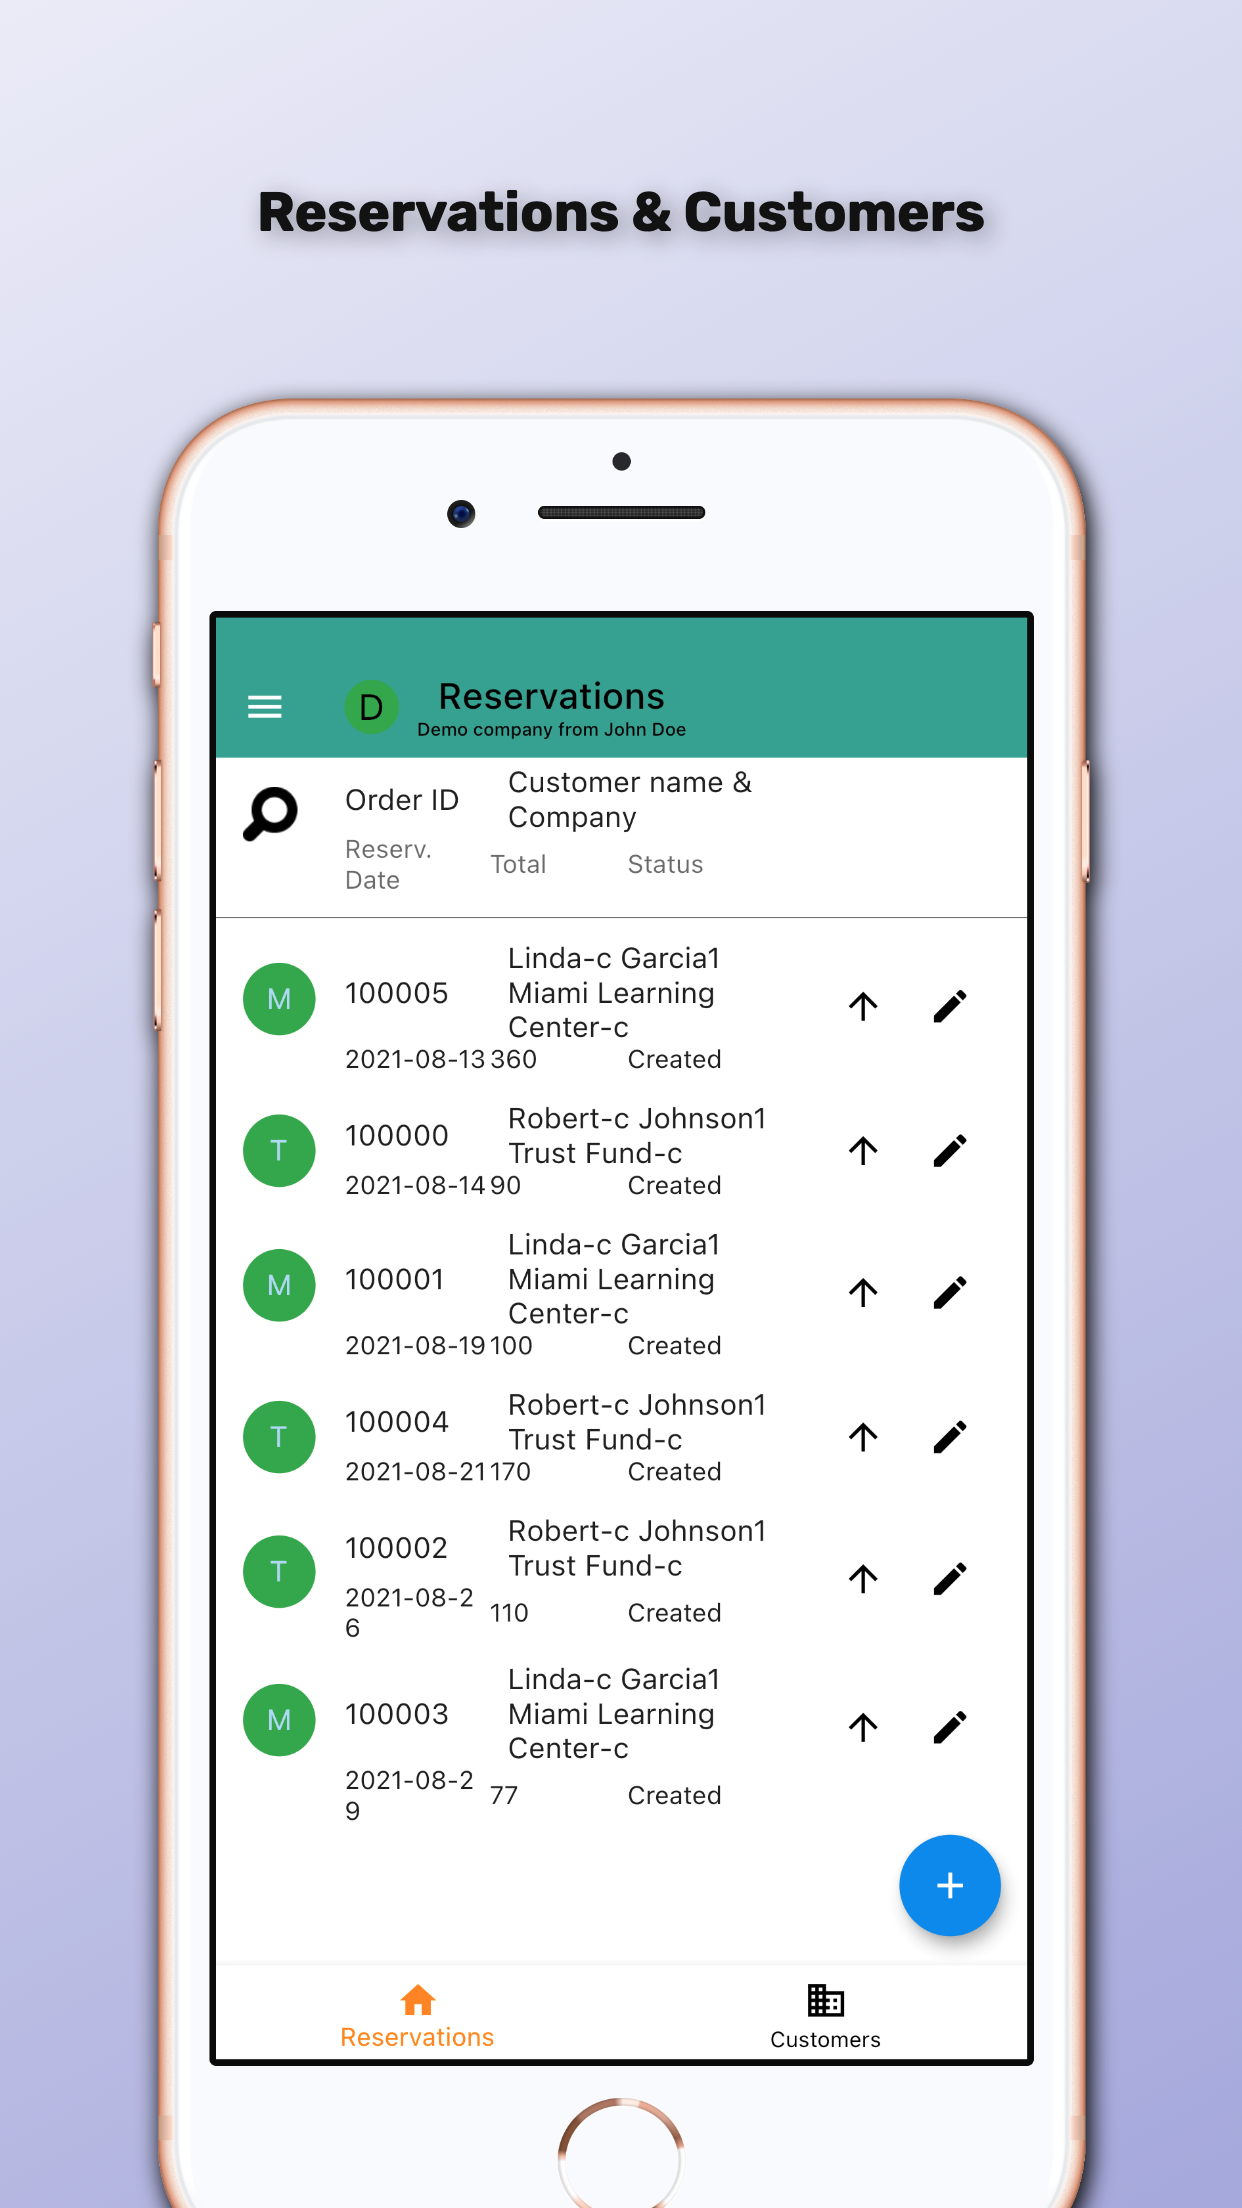 Reservations & Customers
D
Reservations
Demo company from John Doe
Order ID
Customer name &
Company
Reserv.
Date
Total
Status
M
100005
Linda-c Garcia1
Miami Learning
Center-c
2021-08-13
360
Created
T
100000
Robert-c Johnson1
Trust Fund-c
2021-08-14
90
Created
M
100001
Linda-c Garcia1
Miami Learning
Center-c
2021-08-19
100
Created
T
100004
Robert-c Johnson1
Trust Fund-c
2021-08-21
170
Created
T
100002
Robert-c Johnson1
Trust Fund-c
2021-08-2
6
110
Created
M
100003
Linda-c Garcia1
Miami Learning
Center-c
2021-08-2
9
77
Created
Reservations
Customers